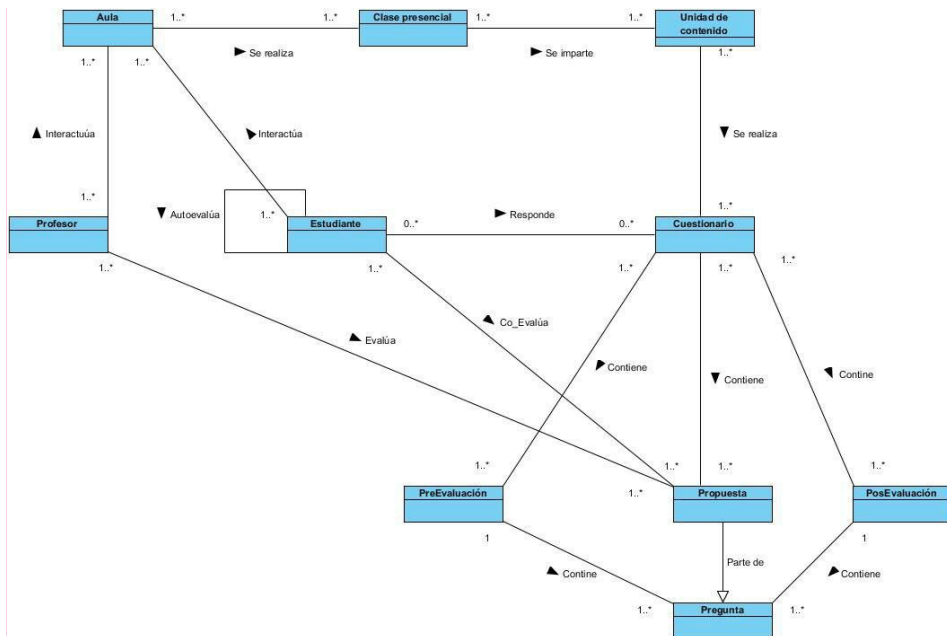 Aula
1..*
1..*
Clase presencial
1..*
1..*
Unidad de
contenido
Se realiza
Se imparte
1..*
1..*
1..*
Interactuúa
Interactúa
Se realiza
1..*
Autoevalúa
1..*
1..*
Profesor
Estudiante
0..*
Responde
0..*
Cuestionario
1..*
1..*
1..*
1..*
1..*
Co_Evalúa
Evalúa
Contiene
Contiene
Contine
1..*
1..*
1..*
1..*
PreEvaluación
1..*
Propuesta
PosEvaluación
1
1
Parte de
Contine
Contiene
1..*
Pregunta
1..*